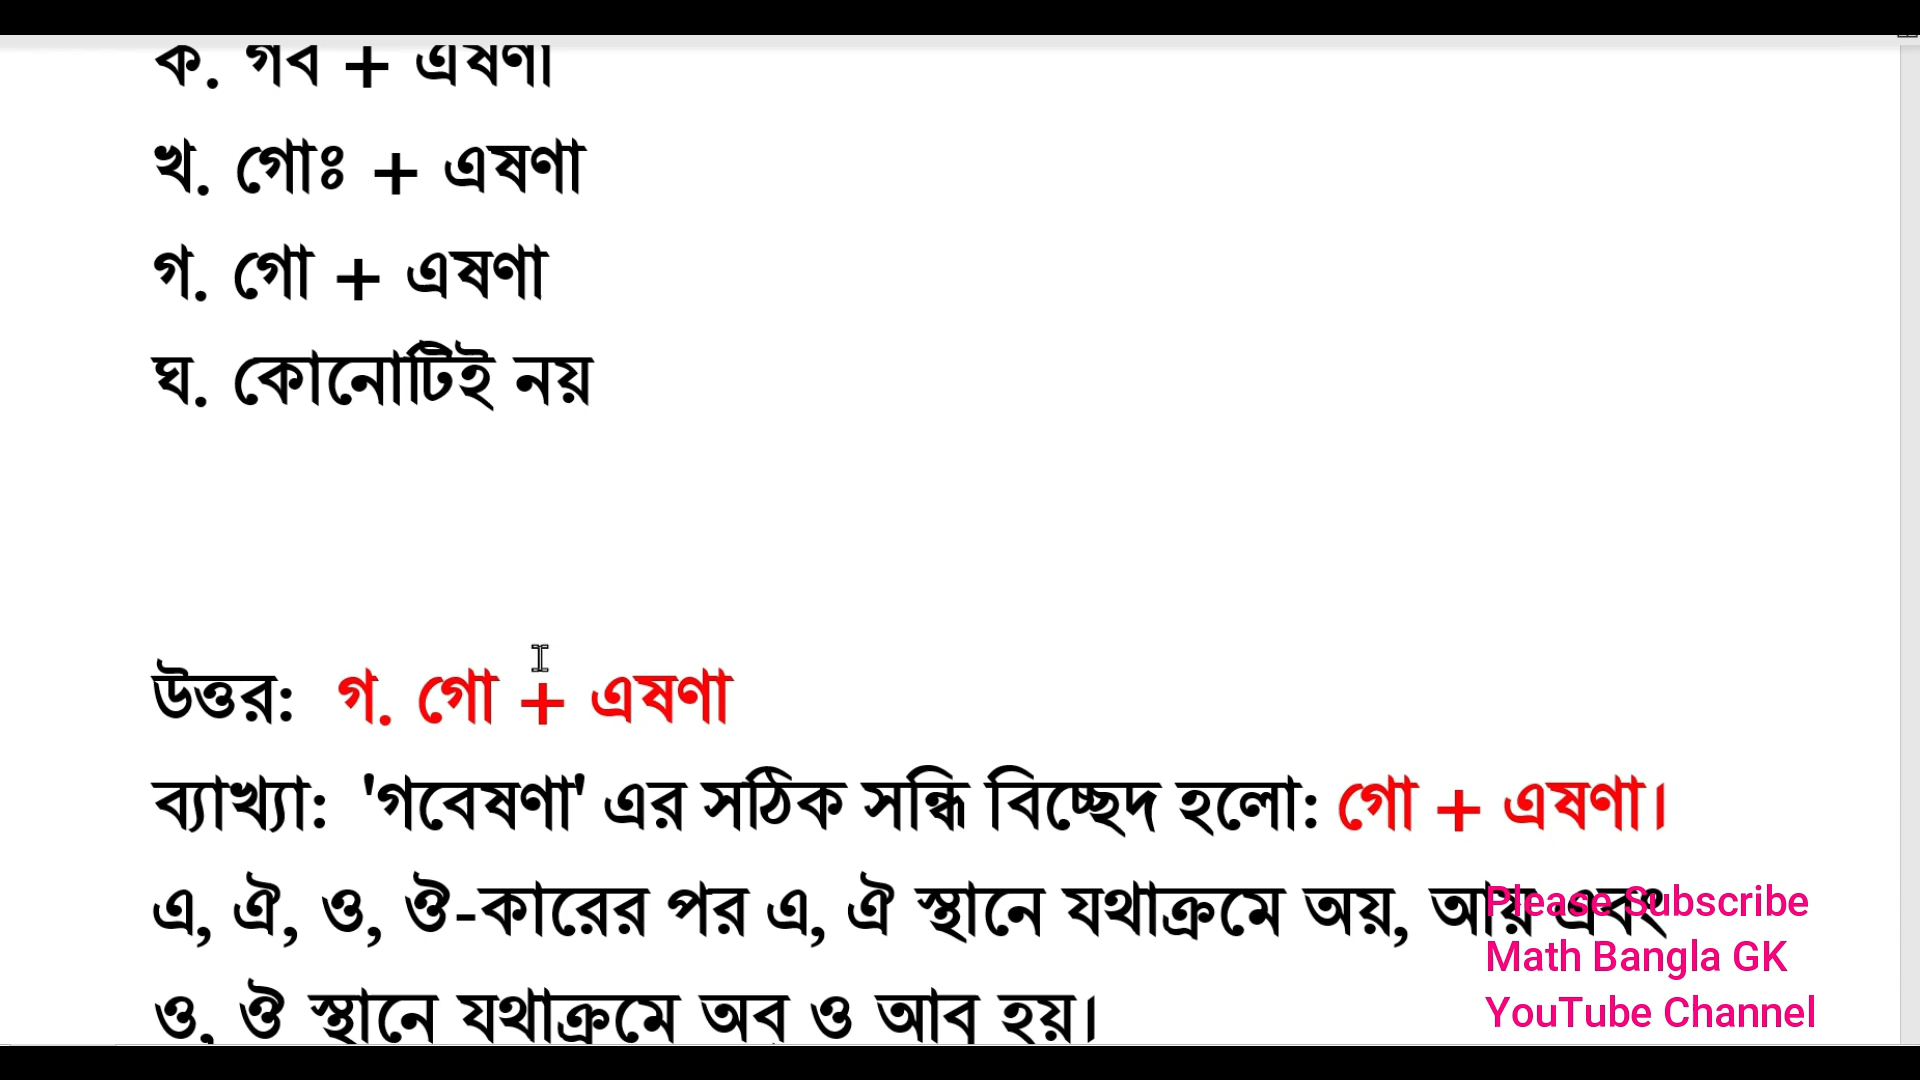 ক. গব + এষণা
খ. গোঃ + এষণা
গ. গো + এষণা
ঘ. কোনোটিই নয়
উত্তর: গ. গো + এষণা
ব্যাখ্যা: 'গবেষণা' এর সঠিক সন্ধি বিচ্ছেদ হলো: গো + এষণা।
এ, ঐ, ও, ঔ-কারের পর এ, ঐ স্থানে যথাক্রমে অয়, আয় এবং
ও, ঔ স্থানে যথাক্রমে অব ও আব হয়।
Please Subscribe
Math Bangla GK
YouTube Channel